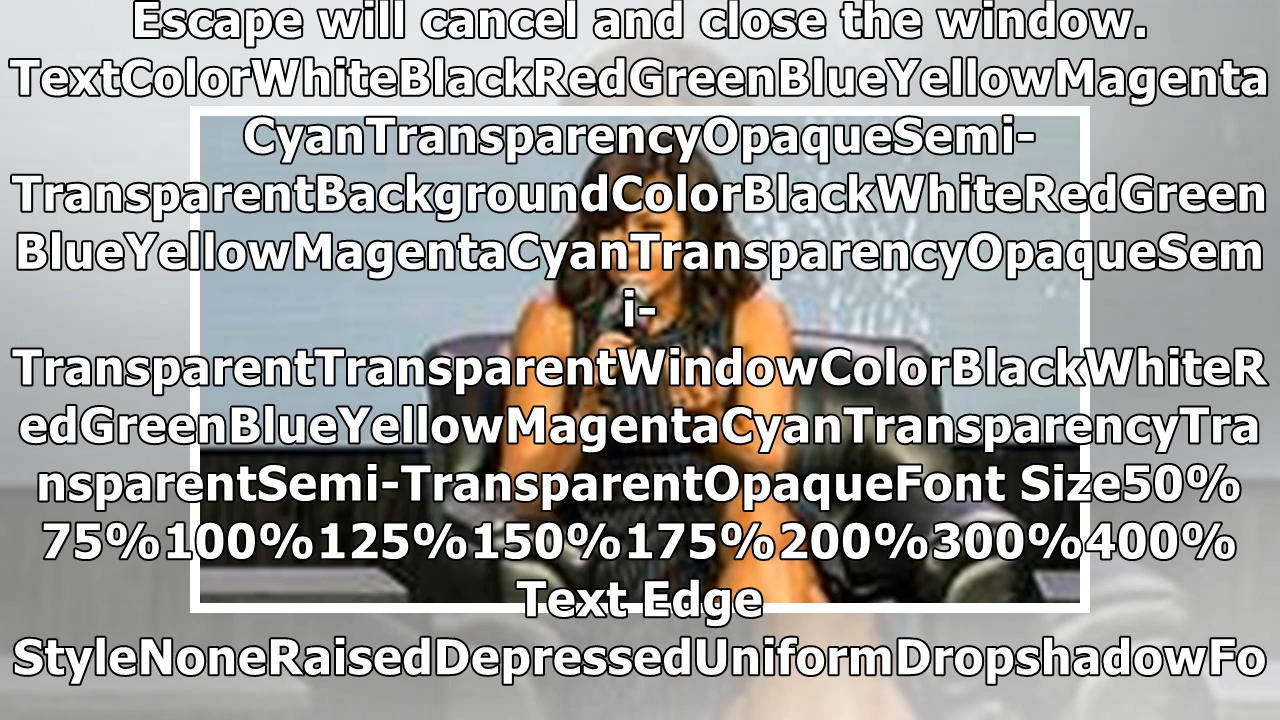 Escape will cancel and close the window.
TextColorWhiteBlackRedGreenBlueYellowMagenta
CyanTransparencyOpaqueSemi-
TransparentBackgroundColorBlackWhiteRedGreen
BlueYellowMagentaCyanTransparencyOpaqueSem
i-
TransparentTransparentWindowColorBlackWhiteR
edGreenBlueYellowMagentaCyanTransparencyTra
nsparentSemi-TransparentOpaqueFont Size50%
75%100%125%150%175%200%300%400%
Text Edge
StyleNoneRaisedDepressedUniformDropshadowFo